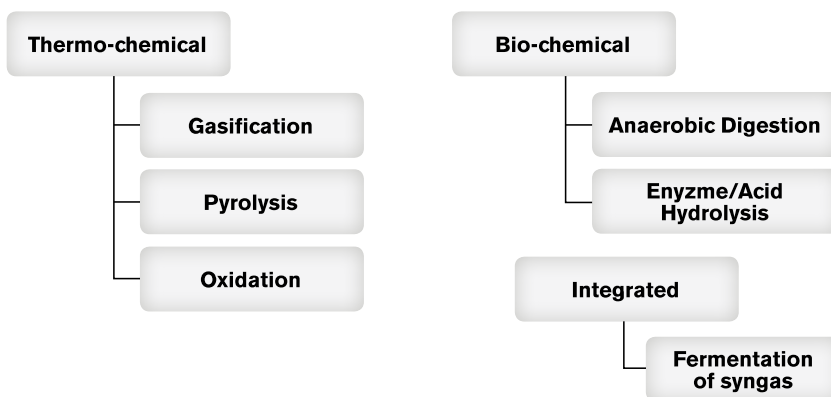 Thermo-chemical
Gasification
Pyrolysis
Oxidation
Bio-chemical
Anaerobic Digestion
Enyzme/Acid
Hydrolysis
Integrated
Fermentation
of syngas